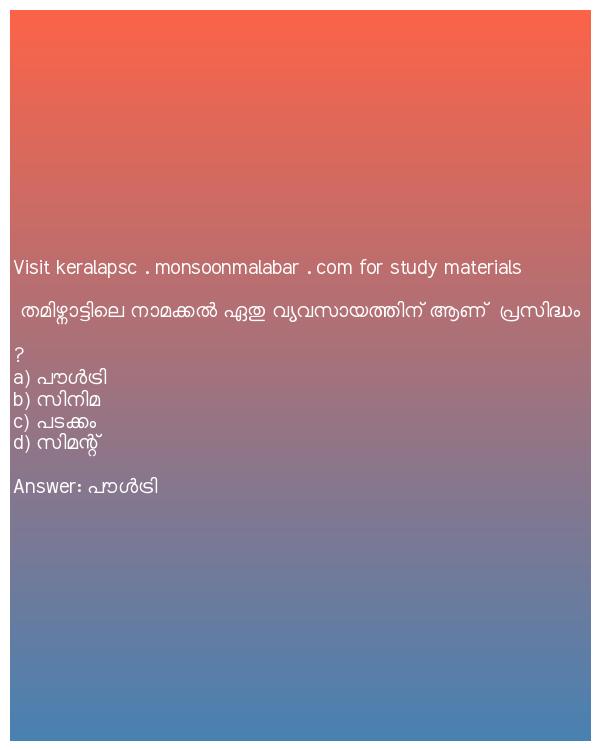 Visit keralapsc . monsoonmalabar . com for study materials
തമിഴ്നാട്ടിലെ നാമക്കൽ ഏതു വ്യവസായത്തിന് ആണ് പ്രസിദ്ധം
?
a) പൗൾട്രി
b) സിനിമ
c) പടക്കം
d) സിമന്റ്
Answer: പൗൾട്രി